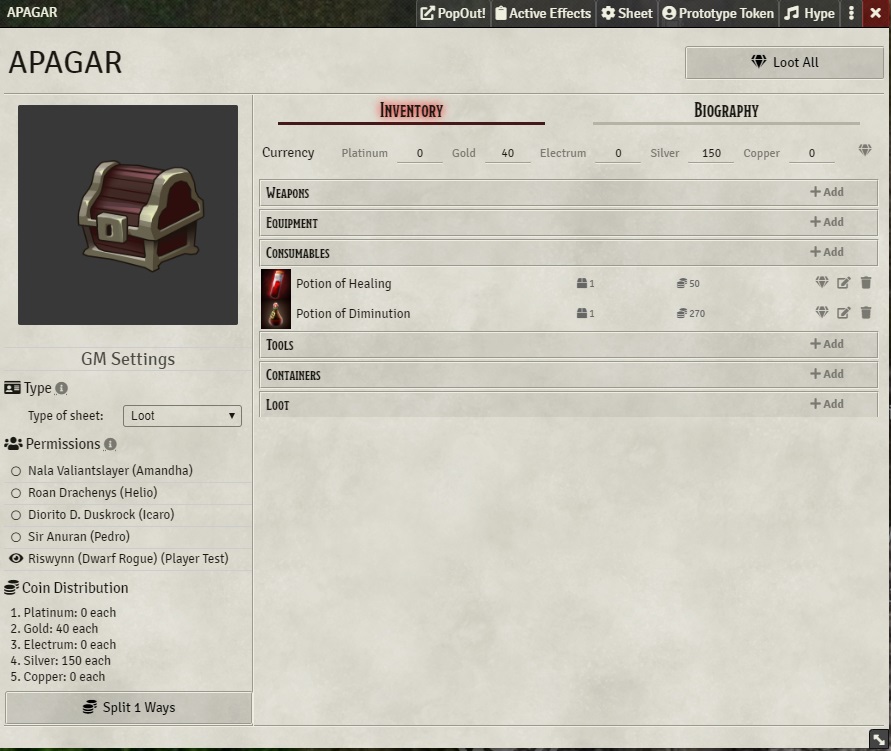 APAGAR PopOut! Active Effects Sheet Prototype Token Hype
APAGAR
Loot All
Inventory Biography
Currency Platinum 0 Gold 40 Electrum 0 Silver 150 Copper 0
Weapons + Add
Equipment + Add
Consumables + Add
Potion of Healing 1 50
Potion of Diminution 1 270
Tools + Add
Containers + Add
Loot + Add
GM Settings
Type
Type of sheet: Loot
Permissions
Nala Valiantslayer (Amandha)
Roan Drachenys (Helio)
Diorito D. Duskrock (Icaro)
Sir Anuran (Pedro)
Riswynn (Dwarf Rogue) (Player Test)
Coin Distribution
1. Platinum: 0 each
2. Gold: 40 each
3. Electrum: 0 each
4. Silver: 150 each
5. Copper: 0 each
Split 1 Ways